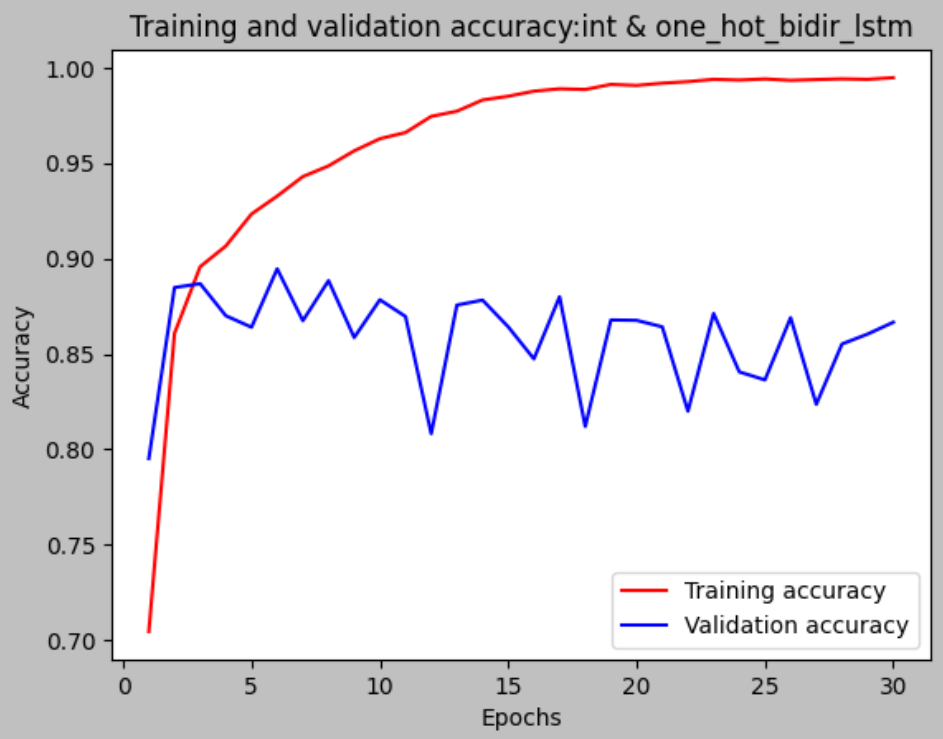 Training and validation accuracy:int & one_hot_bidir_lstm
1.00
0.95
0.90
0.85
0.80
0.75
0.70
Accuracy
Training accuracy
Validation accuracy
0 5 10 15 20 25 30
Epochs